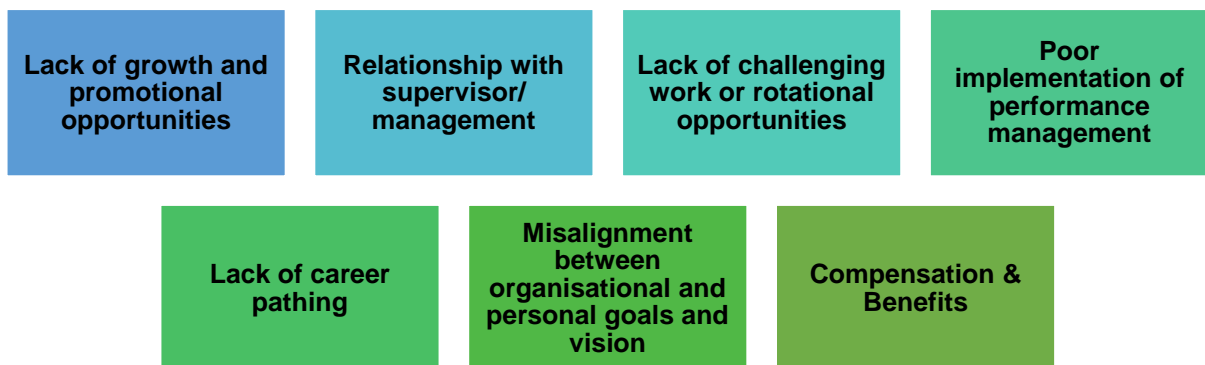 Lack of growth and
promotional
opportunities
Relationship with
supervisor/
management
Lack of challenging
work or rotational
opportunities
Poor
implementation of
performance
management
Lack of career
pathing
Misalignment
between
organisational and
personal goals and
vision
Compensation &
Benefits